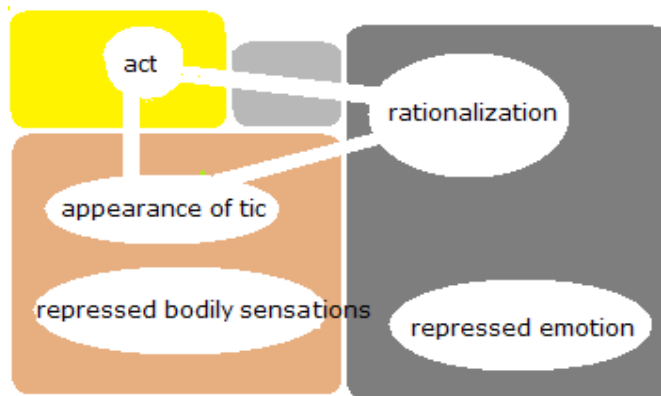 act
rationalization
appearance of tic
repressed bodily sensations
repressed emotion